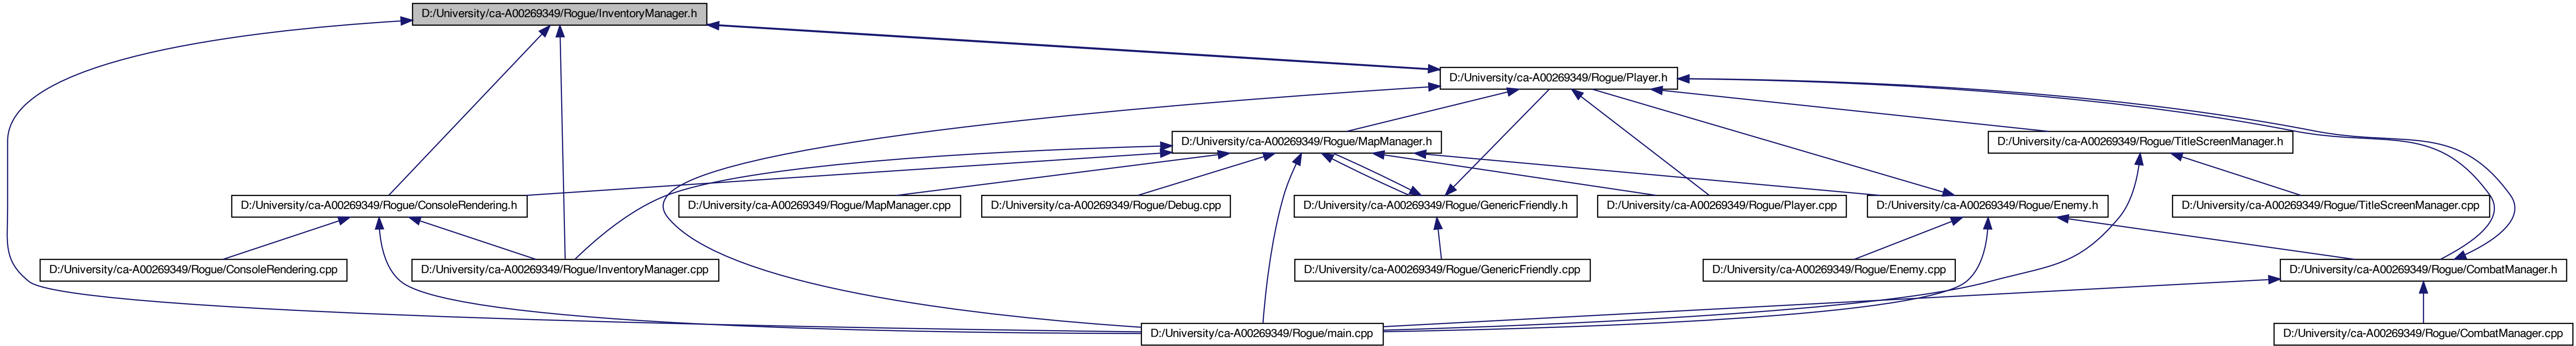 D:/University/ca-A00269349/Rogue/InventoryManager.h
D:/University/ca-A00269349/Rogue/Player.h
D:/University/ca-A00269349/Rogue/MapManager.h
D:/University/ca-A00269349/Rogue/TitleScreenManager.h
D:/University/ca-A00269349/Rogue/ConsoleRendering.h
D:/University/ca-A00269349/Rogue/MapManager.cpp
D:/University/ca-A00269349/Rogue/Debug.cpp
D:/University/ca-A00269349/Rogue/GenericFriendly.h
D:/University/ca-A00269349/Rogue/Player.cpp
D:/University/ca-A00269349/Rogue/Enemy.h
D:/University/ca-A00269349/Rogue/TitleScreenManager.cpp
D:/University/ca-A00269349/Rogue/ConsoleRendering.cpp
D:/University/ca-A00269349/Rogue/InventoryManager.cpp
D:/University/ca-A00269349/Rogue/GenericFriendly.cpp
D:/University/ca-A00269349/Rogue/Enemy.cpp
D:/University/ca-A00269349/Rogue/CombatManager.h
D:/University/ca-A00269349/Rogue/main.cpp
D:/University/ca-A00269349/Rogue/CombatManager.cpp